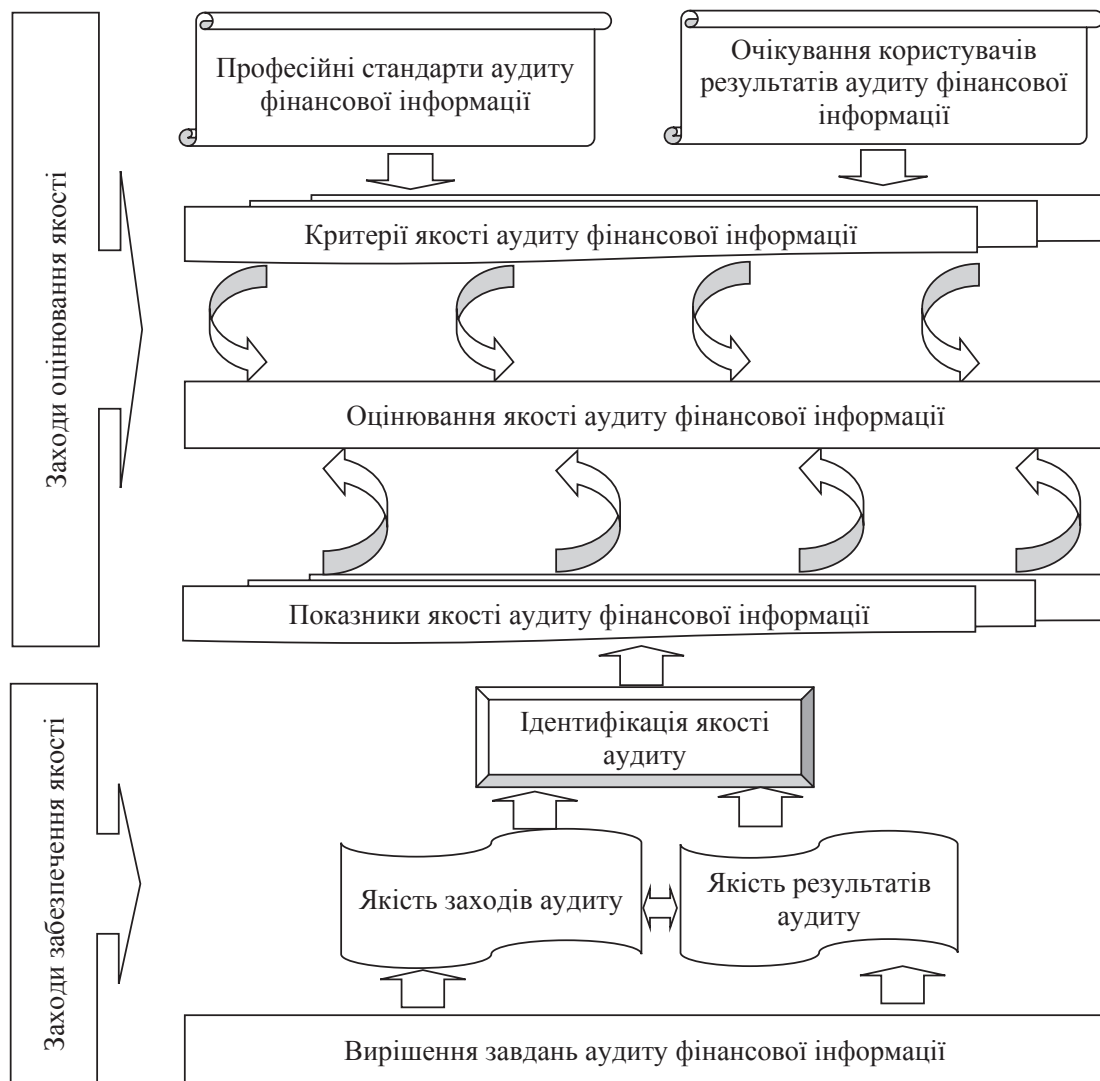 Професійні стандарти аудиту
фінансової інформації
Очікування користувачів
результатів аудиту фінансової
інформації
Заходи оцінювання якості
Критерії якості аудиту фінансової інформації
Оцінювання якості аудиту фінансової інформації
Показники якості аудиту фінансової інформації
Заходи забезпечення якості
Ідентифікація якості
аудиту
Якість заходів аудиту
Якість результатів
аудиту
Вирішення завдань аудиту фінансової інформації